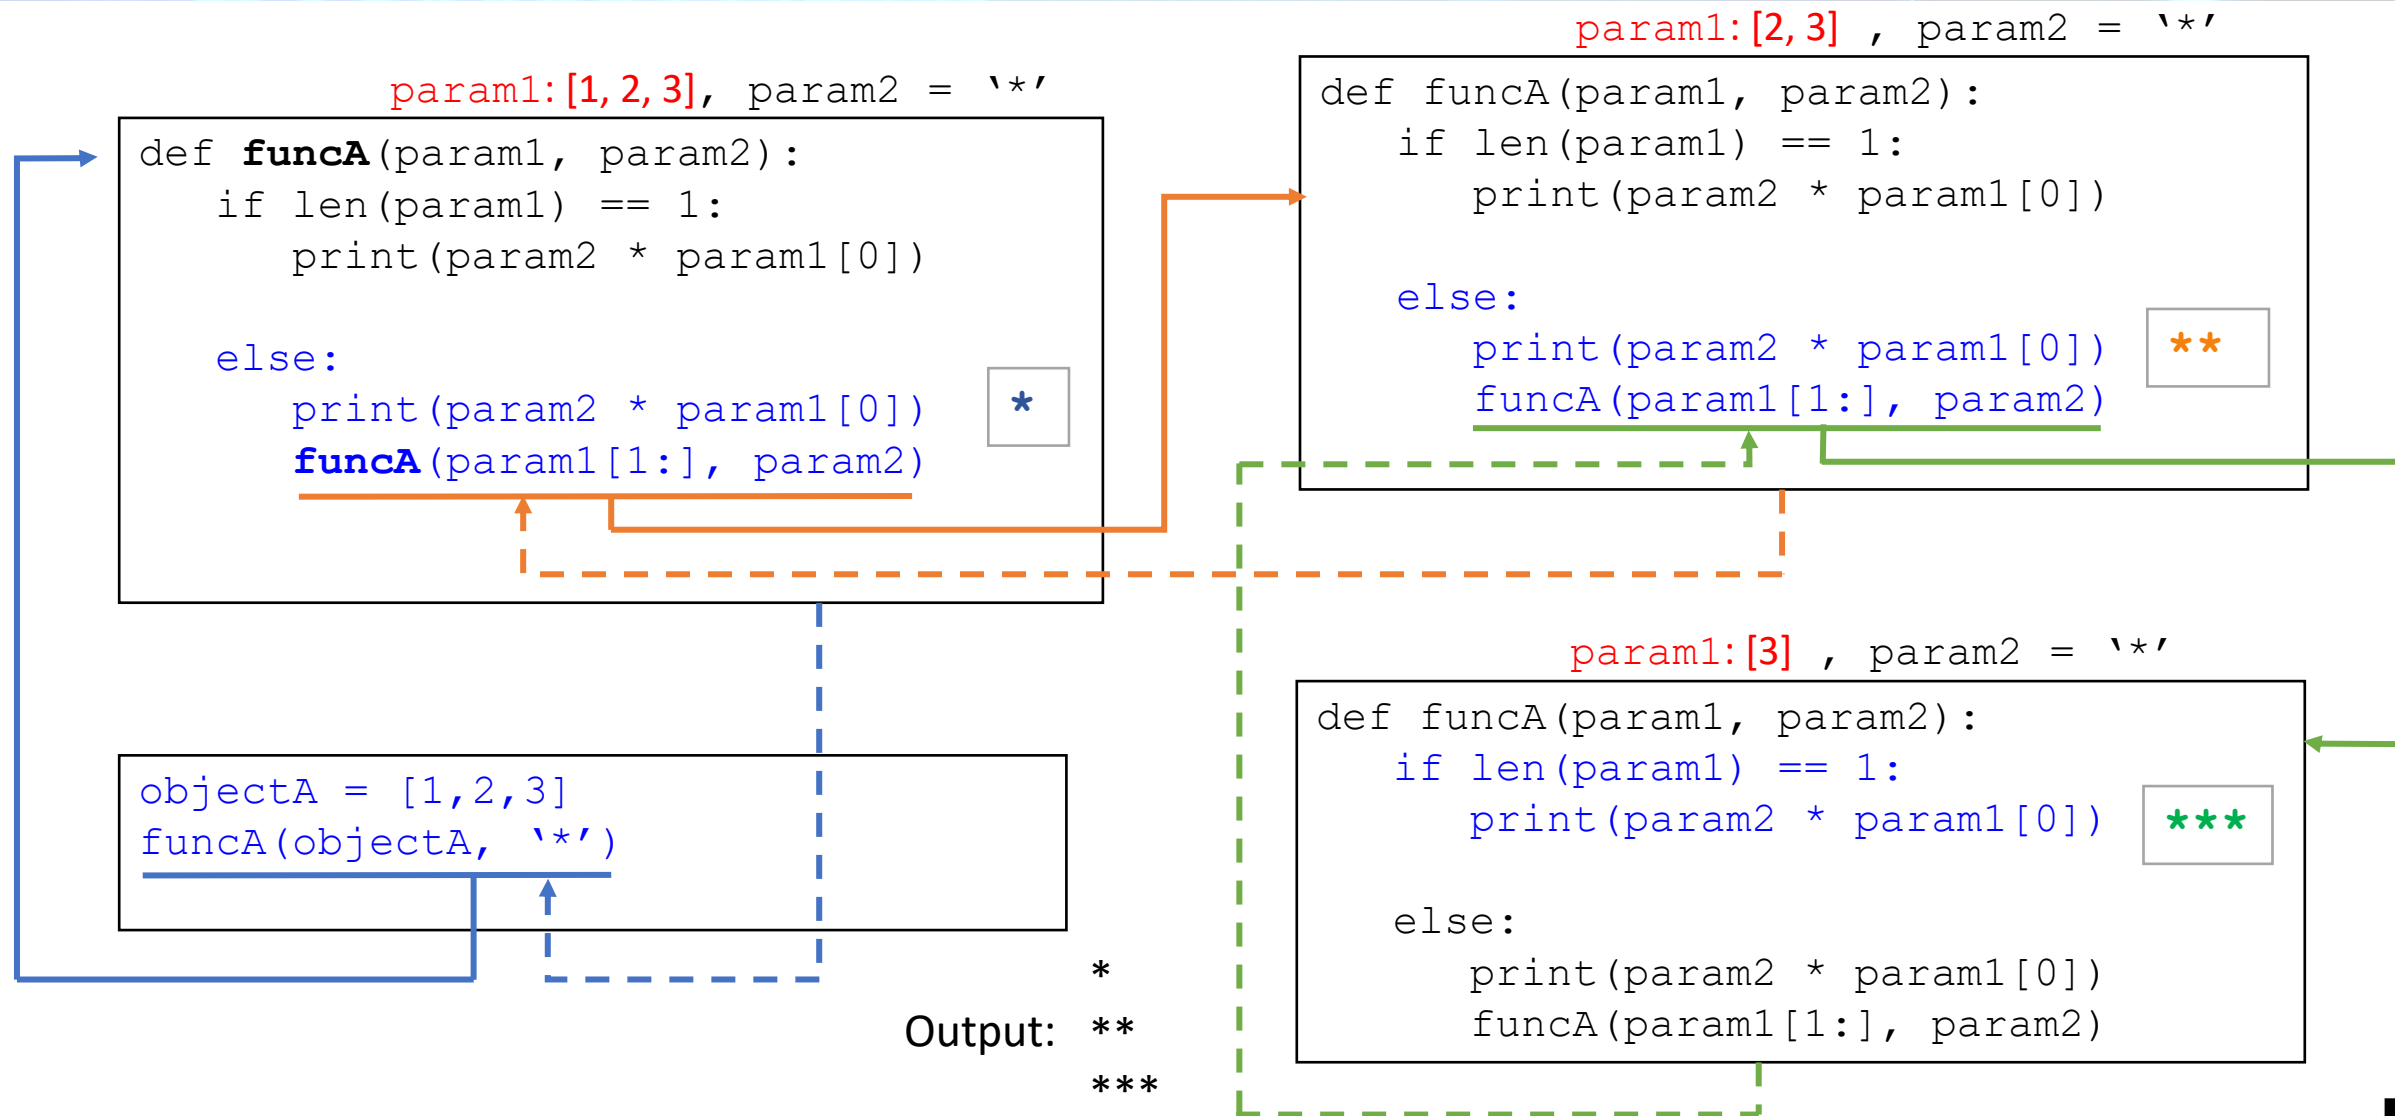 param1: [1, 2, 3], param2 = ‘*’
def funcA(param1, param2):
   if len(param1) == 1:
      print(param2 * param1[0])
   else:
      print(param2 * param1[0])
      funcA(param1[1:], param2)
*
param1: [2, 3] , param2 = ‘*’
def funcA(param1, param2):
   if len(param1) == 1:
      print(param2 * param1[0])
   else:
      print(param2 * param1[0])
      funcA(param1[1:], param2)
**
objectA = [1,2,3]
funcA(objectA, ‘*’)
param1: [3] , param2 = ‘*’
def funcA(param1, param2):
   if len(param1) == 1:
      print(param2 * param1[0])
***
   else:
      print(param2 * param1[0])
      funcA(param1[1:], param2)
*
Output: **
***